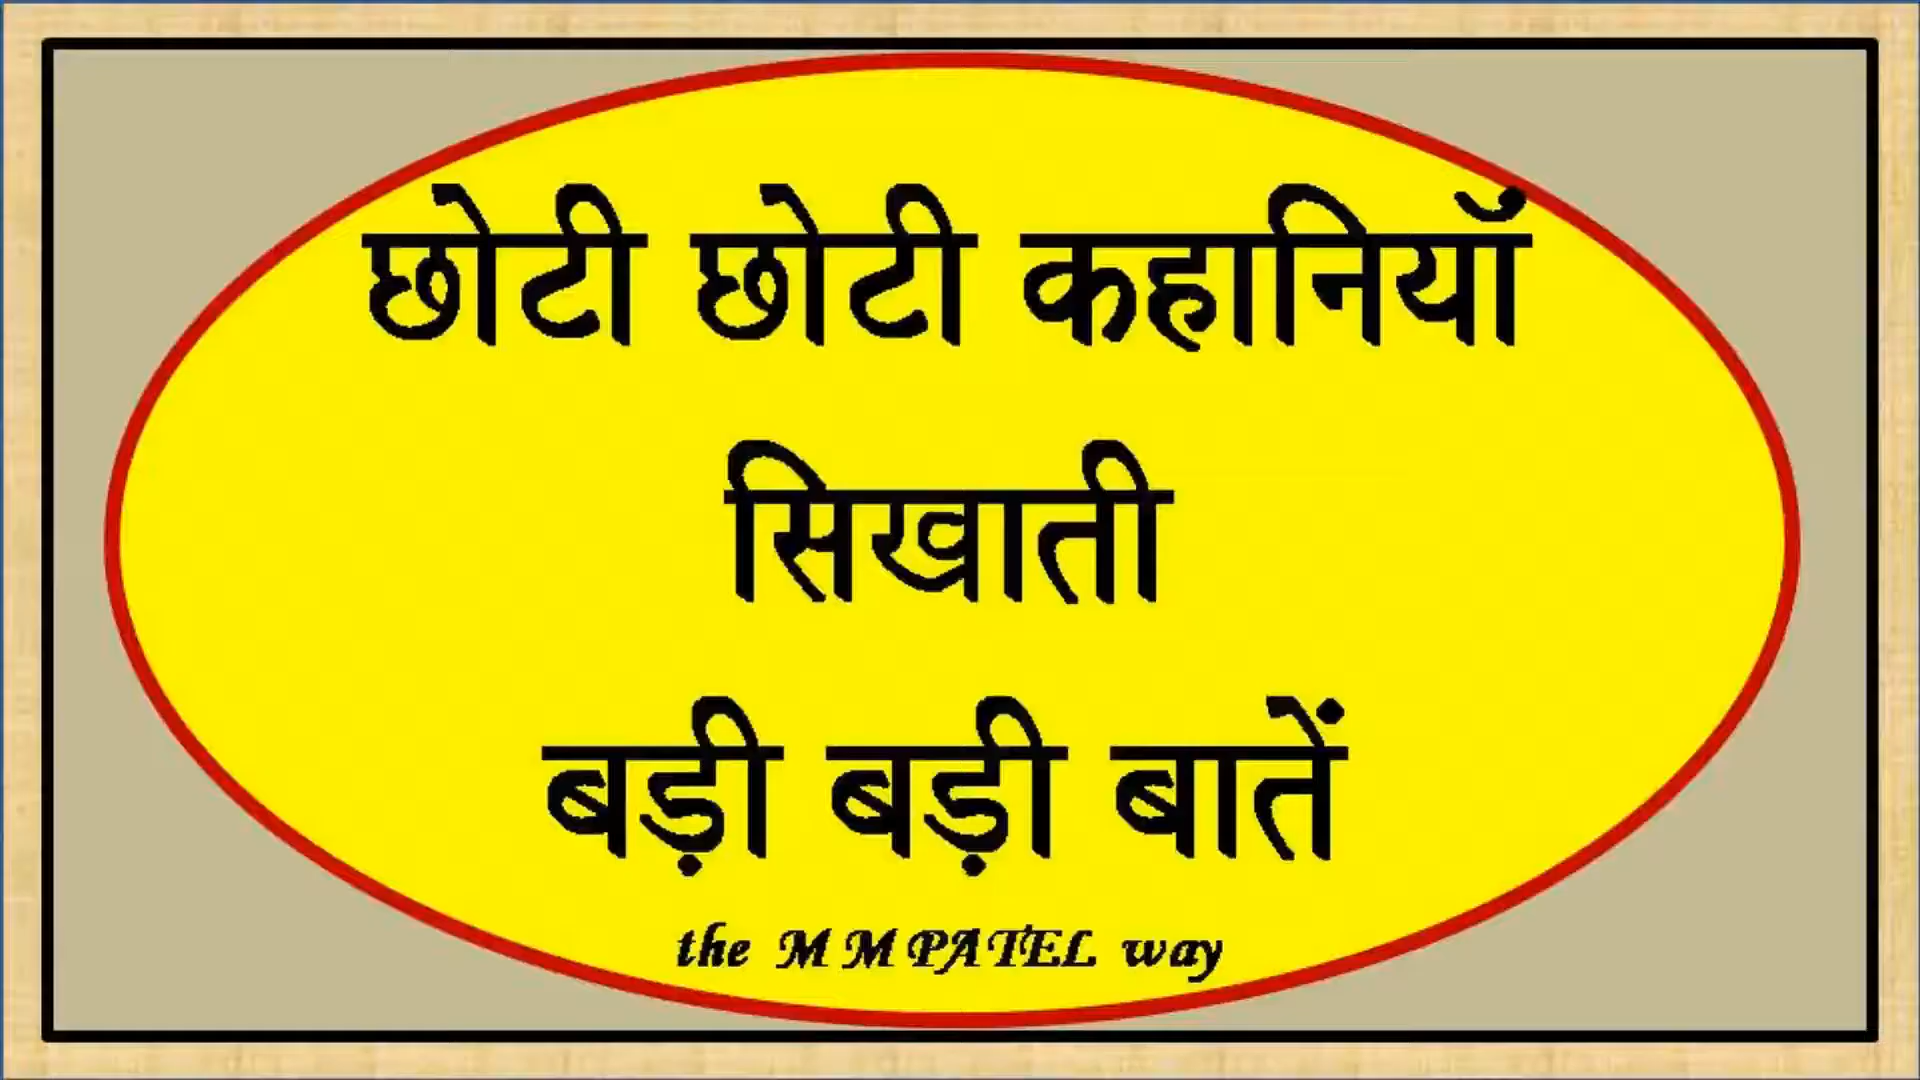 छोटी छोटी कहानियाँ
सिखाती
बड़ी बड़ी बातें
the M M PATEL way